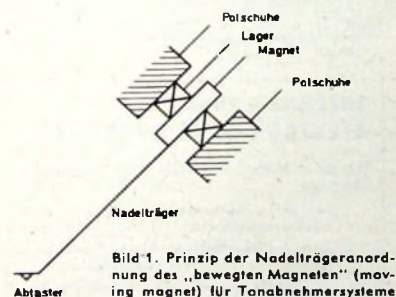 Polschuhe
Lager
Magnet
Polschuhe
Nadelträger
Abtaster
Bild 1. Prinzip der Nadelträgeranord-
nung des „bewegten Magneten" (mov-
ing magnet) für Tonabnehmersysteme